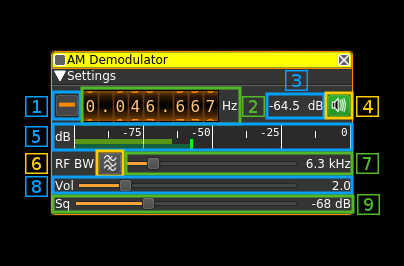 AM Demodulator
Settings
3
1 0.046.667 Hz 2 -64.5 dB 4
5 dB -75 -50 -25 0
6 RF BW 6.3 kHz 7
8 Vol 2.0
Sq -68 dB 9